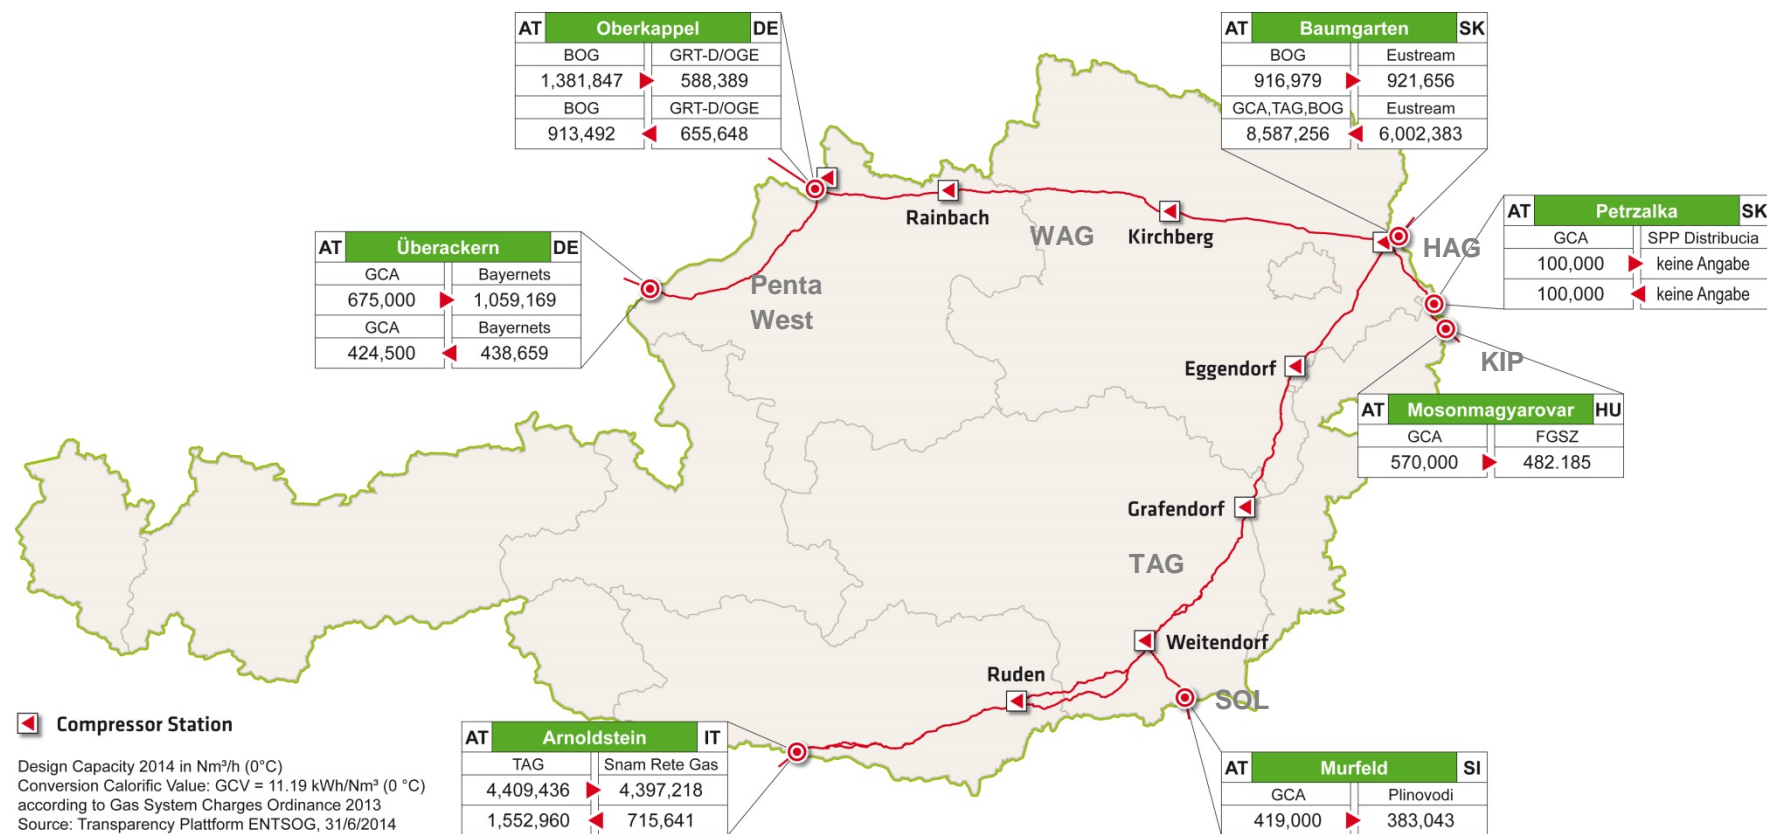 AT Oberkappel DE
BOG GRT-D/OGE
1,381,847 588,389
BOG GRT-D/OGE
913,492 655,648
AT Baumgarten SK
BOG Eustream
916,979 921,656
GCA,TAG,BOG Eustream
8,587,256 6,002,383
AT Petrzalka SK
GCA SPP Distribucia
100,000 keine Angabe
100,000 keine Angabe
AT Überackern DE
GCA Bayernets
675,000 1,059,169
GCA Bayernets
424,500 438,659
Rainbach
WAG
Kirchberg
HAG
Penta
West
KIP
Eggendorf
AT Mosonmagyarovar HU
GCA FGSZ
570,000 482.185
Grafendorf
TAG
Weitendorf
Ruden
SOL
Compressor Station
AT Arnoldstein IT
TAG Snam Rete Gas
4,409,436 4,397,218
1,552,960 715,641
AT Murfeld SI
GCA Plinovodi
419,000 383,043
Design Capacity 2014 in Nm³/h (0°C)
Conversion Calorific Value: GCV = 11.19 kWh/Nm³ (0 °C)
according to Gas System Charges Ordinance 2013
Source: Transparency Plattform ENTSOG, 31/6/2014